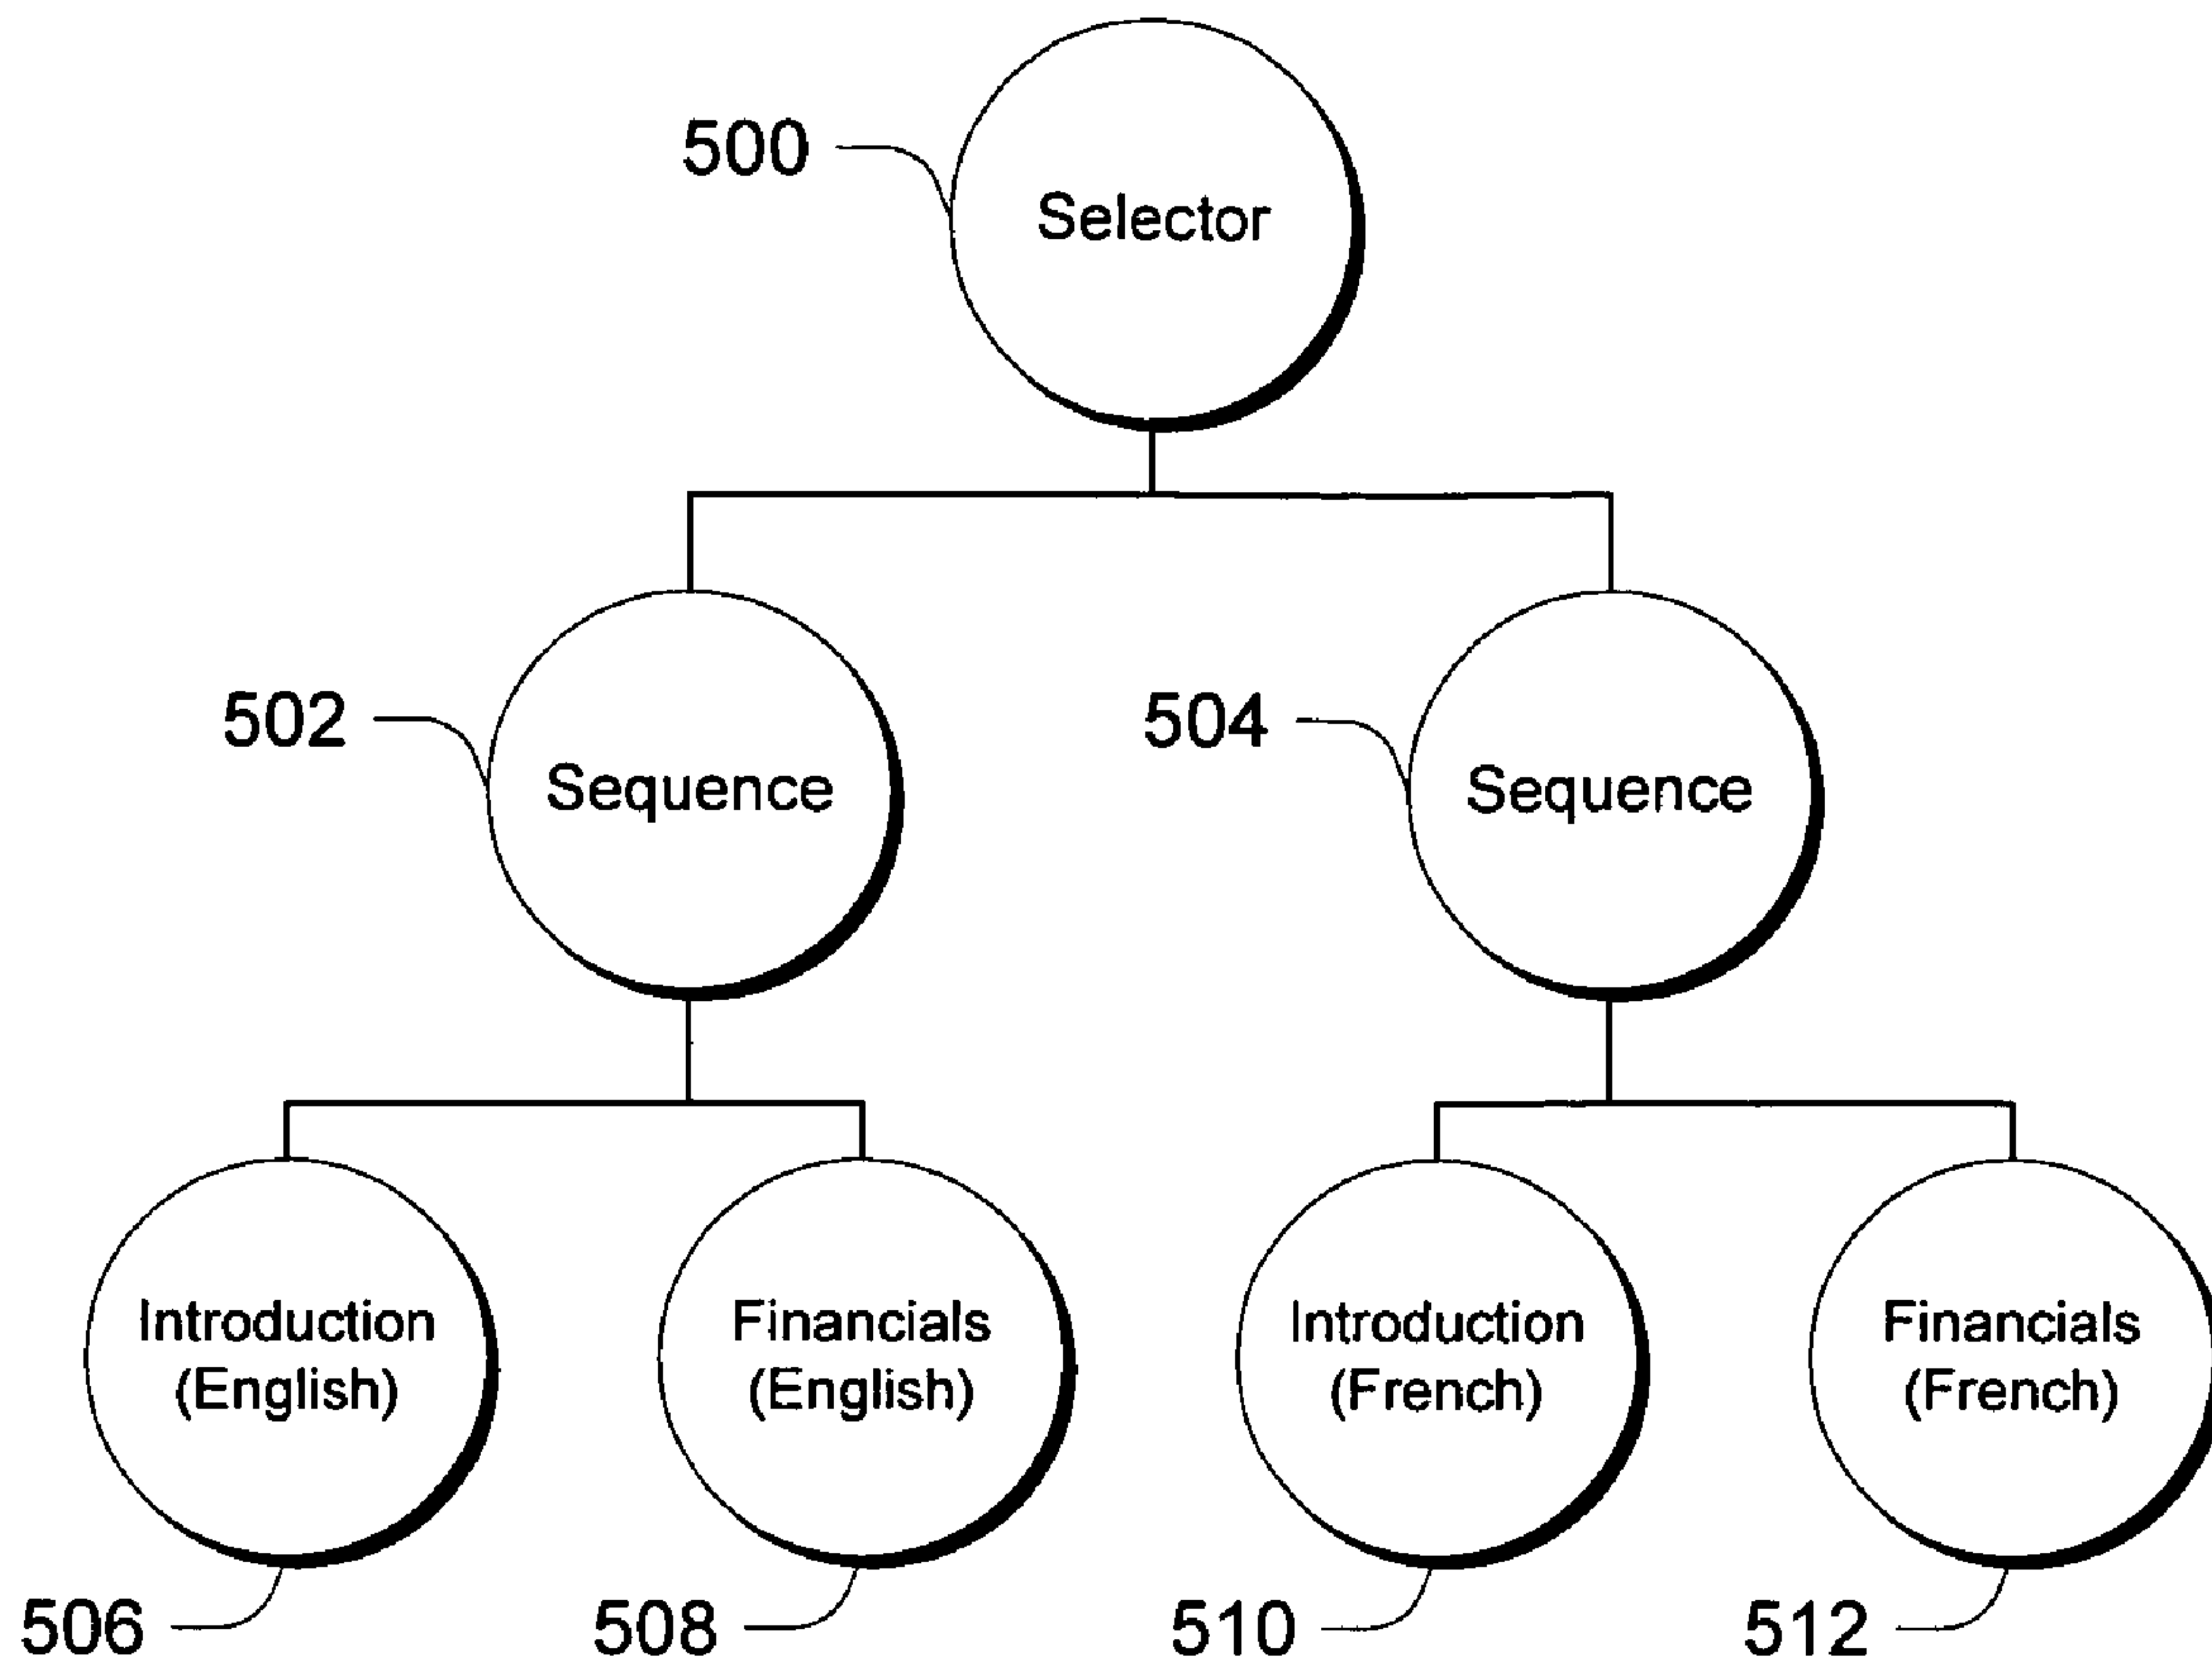 500
Selector
502
Sequence
504
Sequence
Introduction
(English)
Financials
(English)
Introduction
(French)
Financials
(French)
506
508
510
512